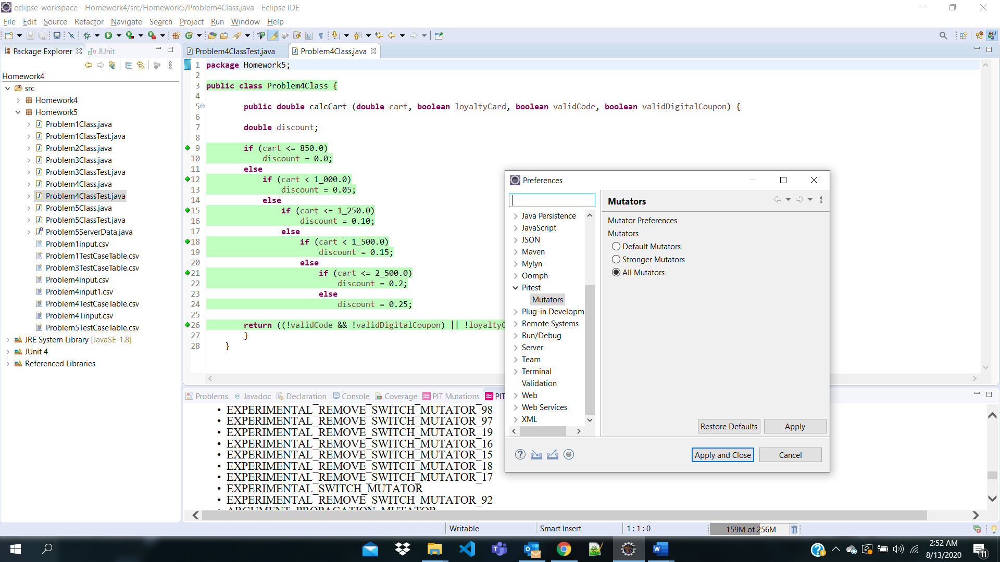 eclipse-workspace - Homework4/src/Homework5/Problem4Class.java - Eclipse IDE
File Edit Source Refactor Navigate Search Project Run Window Help
Package Explorer JUnit
Homework4
src
Homework4
Homework5
Problem1Class.java
Problem1ClassTest.java
Problem2Class.java
Problem3Class.java
Problem3ClassTest.java
Problem4Class.java
Problem4ClassTest.java
Problem5Class.java
Problem5ClassTest.java
Problem5ServerData.java
Problem1input.csv
Problem1TestCaseTable.csv
Problem3TestCaseTable.csv
Problem4input.csv
Problem4input1.csv
Problem4TestCaseTable.csv
Problem4Tinput.csv
Problem5TestCaseTable.csv
JRE System Library [JavaSE-1.8]
JUnit 4
Referenced Libraries
Problem4ClassTest.java Problem4Class.java
1 package Homework5;
2
3 public class Problem4Class {
4
5 public double calcCart (double cart, boolean loyaltyCard, boolean validCode, boolean validDigitalCoupon) {
6
7 double discount;
8
9 if (cart <= 850.0)
10 discount = 0.0;
11 else
12 if (cart < 1_000.0)
13 discount = 0.05;
14 else
15 if (cart <= 1_250.0)
16 discount = 0.10;
17 else
18 if (cart < 1_500.0)
19 discount = 0.15;
20 else
21 if (cart <= 2_500.0)
22 discount = 0.2;
23 else
24 discount = 0.25;
25
26 return ((!validCode && !validDigitalCoupon) || !loyaltyC
27 }
28 }
Preferences
Java Persistence
JavaScript
JSON
Maven
Mylyn
Oomph
Pitest
Mutators
Plug-in Developm
Remote Systems
Run/Debug
Server
Team
Terminal
Validation
Web
Web Services
XML
Mutators
Mutator Preferences
Mutators
Default Mutators
Stronger Mutators
All Mutators
Restore Defaults Apply
Apply and Close Cancel
Problems Javadoc Declaration Console Coverage PIT Mutations PIT
• EXPERIMENTAL_REMOVE_SWITCH_MUTATOR_98
• EXPERIMENTAL_REMOVE_SWITCH_MUTATOR_97
• EXPERIMENTAL_REMOVE_SWITCH_MUTATOR_19
• EXPERIMENTAL_REMOVE_SWITCH_MUTATOR_16
• EXPERIMENTAL_REMOVE_SWITCH_MUTATOR_15
• EXPERIMENTAL_REMOVE_SWITCH_MUTATOR_18
• EXPERIMENTAL_REMOVE_SWITCH_MUTATOR_17
• EXPERIMENTAL_SWITCH_MUTATOR
• EXPERIMENTAL_REMOVE_SWITCH_MUTATOR_92
• ARGUMENT_PROPAGATION_MUTATOR
Writable Smart Insert 1 : 1 : 0 159M of 256M
2:52 AM
8/13/2020
11